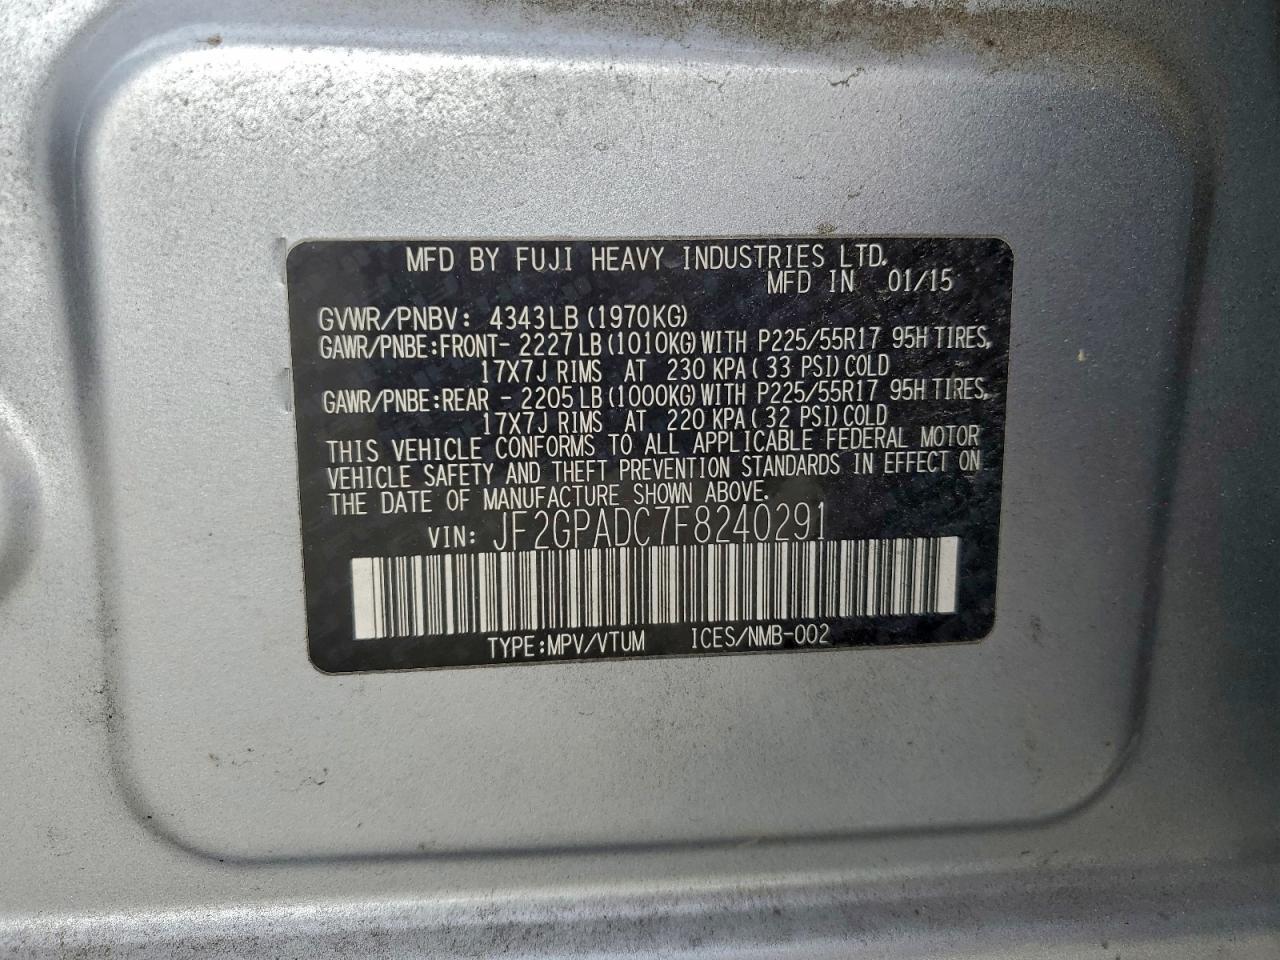 MFD BY FUJI HEAVY INDUSTRIES LTD.
MFD IN 01/15
GVWR/PNBV: 4343LB(1970KG)
GAWR/PNBE:FRONT- 2227LB(1010KG)WITH P225/55R17 95H TIRES,
17X7J RIMS AT 230 KPA( 33 PSI)COLD
GAWR/PNBE:REAR - 2205LB(1000KG)WITH P225/55R17 95H TIRES,
17X7J RIMS AT 220 KPA( 32 PSI)COLD
THIS VEHICLE CONFORMS TO ALL APPLICABLE FEDERAL MOTOR
VEHICLE SAFETY AND THEFT PREVENTION STANDARDS IN EFFECT ON
THE DATE OF MANUFACTURE SHOWN ABOVE.
VIN: JF2GPADC7F8240291
TYPE:MPV/VTUM ICES/NMB-002